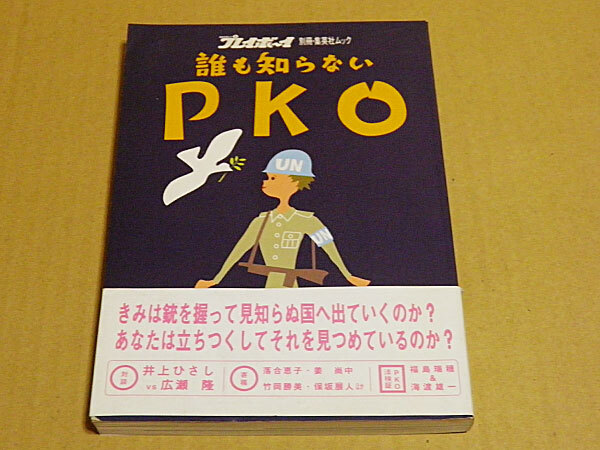 プレイボーイ 別冊・集英社ムック
誰も知らない
PKO
UN
UN
きみは銃を握って見知らぬ国へ出ていくのか?
あなたは立ちつくしてそれを見つめているのか?
対談 井上ひさし vs 広瀬 隆
寄稿 落合恵子・姜 尚中 竹岡勝美・保坂展人ほか
PKO法検証 福島瑞穂 & 海渡雄一